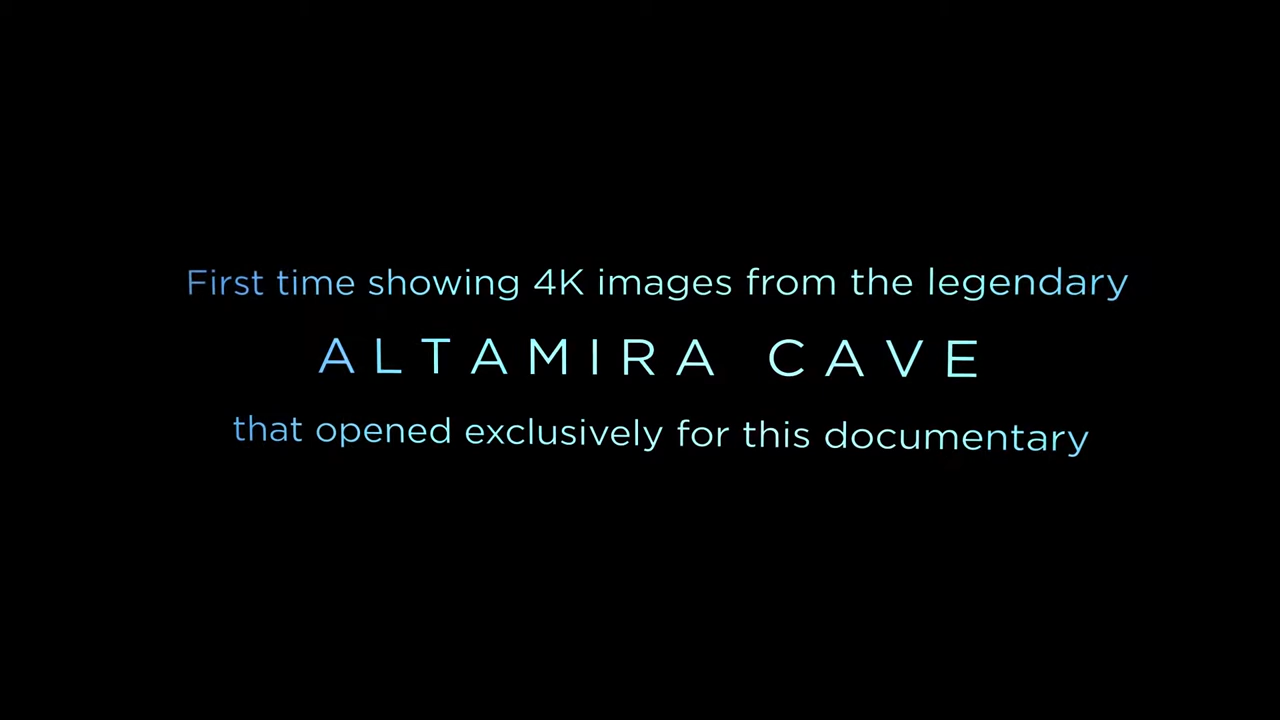 First time showing 4K images from the legendary
ALTAMIRA CAVE
that opened exclusively for this documentary